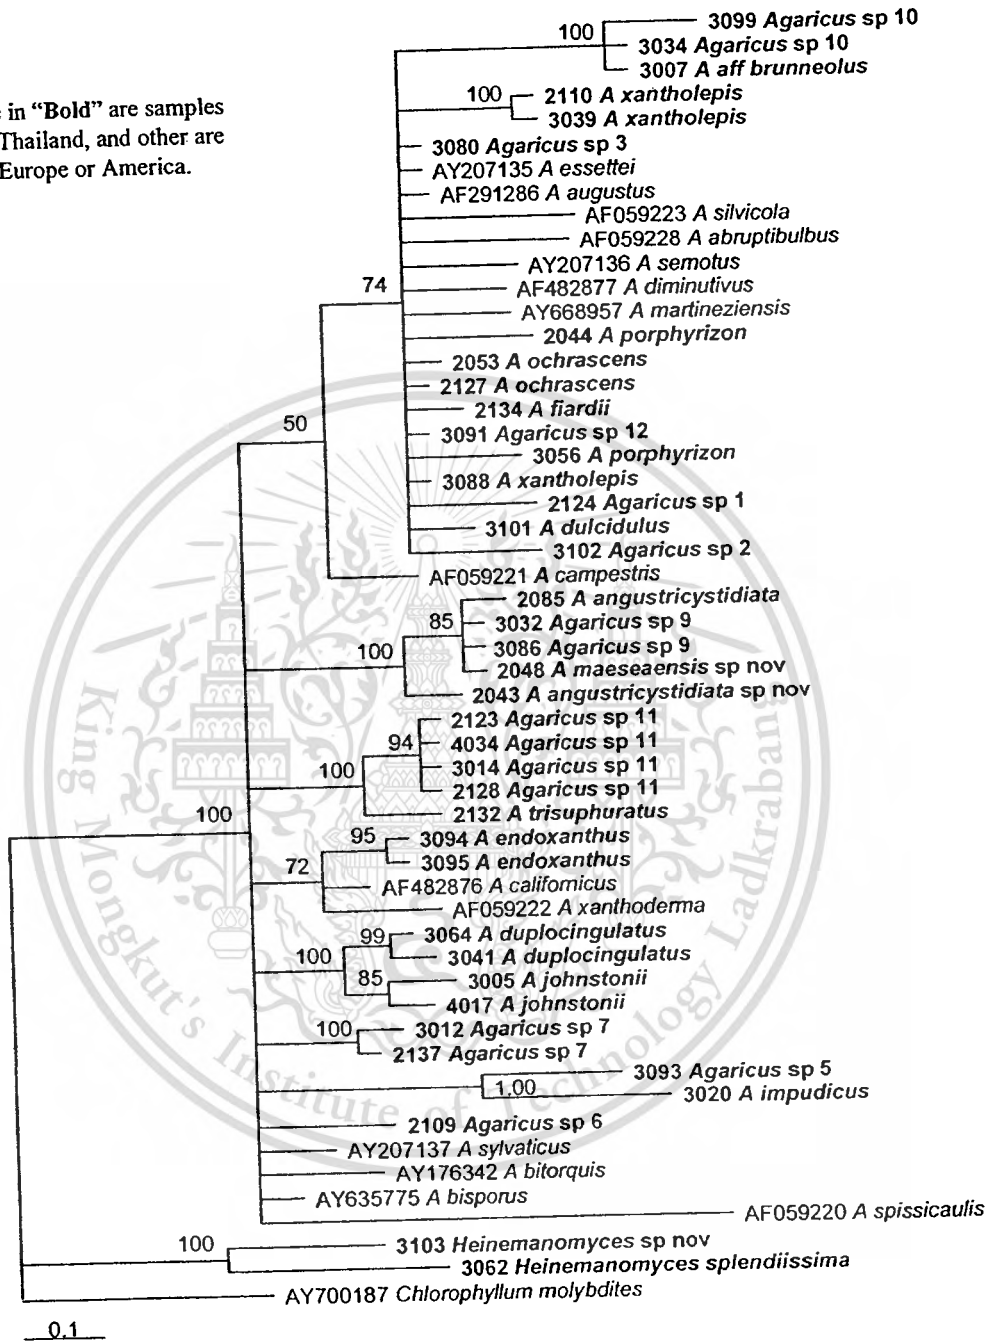 100
3099 Agaricus sp 10
3034 Agaricus sp 10
3007 A aff brunneolus
in “Bold” are samples
Thailand, and other are
Europe or America.
100
2110 A xantholepis
3039 A xantholepis
3080 Agaricus sp 3
AY207135 A essettei
AF291286 A augustus
AF059223 A silvicola
AF059228 A abruptibulbus
AY207136 A semotus
74
AF482877 A diminutivus
AY668957 A martineziensis
2044 A porphyrizon
2053 A ochrascens
2127 A ochrascens
2134 A fiardii
50
3091 Agaricus sp 12
3056 A porphyrizon
3088 A xantholepis
2124 Agaricus sp 1
3101 A dulcidulus
3102 Agaricus sp 2
AF059221 A campestris
2085 A angustricystidiata
85
3032 Agaricus sp 9
3086 Agaricus sp 9
100
2048 A maeseaensis sp nov
2043 A angustricystidiata sp nov
2123 Agaricus sp 11
94
4034 Agaricus sp 11
3014 Agaricus sp 11
100
2128 Agaricus sp 11
2132 A trisuphuratus
100
95
3094 A endoxanthus
3095 A endoxanthus
72
AF482876 A californicus
AF059222 A xanthoderma
99
3064 A duplocingulatus
100
3041 A duplocingulatus
85
3005 A johnstonii
4017 A johnstonii
100
3012 Agaricus sp 7
2137 Agaricus sp 7
3093 Agaricus sp 5
1.00
3020 A impudicus
2109 Agaricus sp 6
AY207137 A sylvaticus
AY176342 A bitorquis
AY635775 A bisporus
AF059220 A spissicaulis
100
3103 Heinemanomyces sp nov
3062 Heinemanomyces splendiissima
AY700187 Chlorophyllum molybdites
0.1
King Mongkut's Institute of Technology Ladkrabang